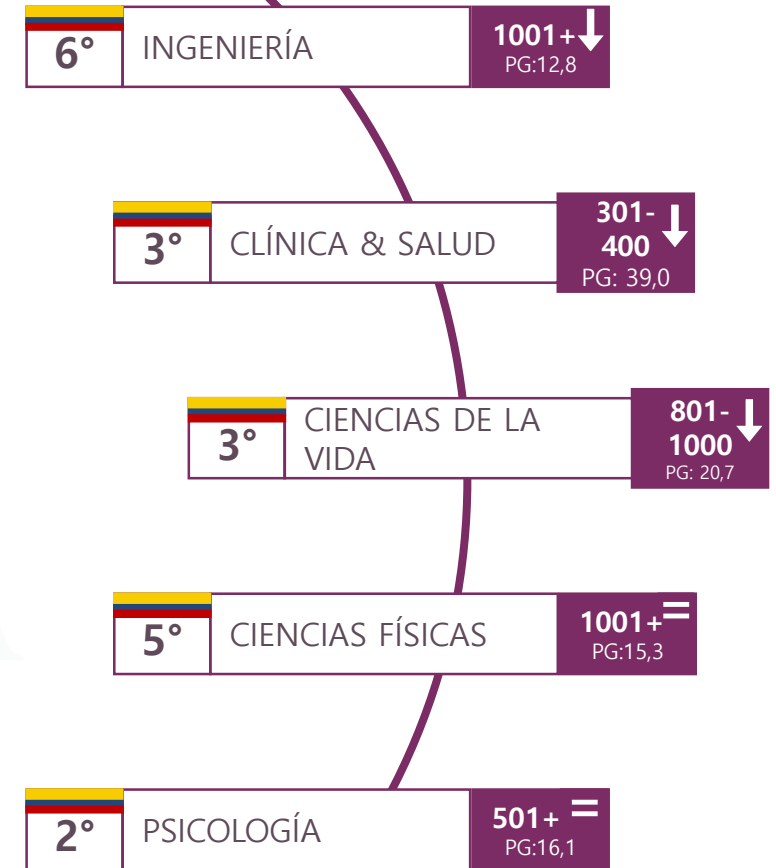 6°
INGENIERÍA
1001+
PG:12,8
3°
CLÍNICA & SALUD
301-
400
PG: 39,0
3°
CIENCIAS DE LA
VIDA
801-
1000
PG: 20,7
5°
CIENCIAS FÍSICAS
1001+=
PG:15,3
2°
PSICOLOGÍA
501+ =
PG:16,1